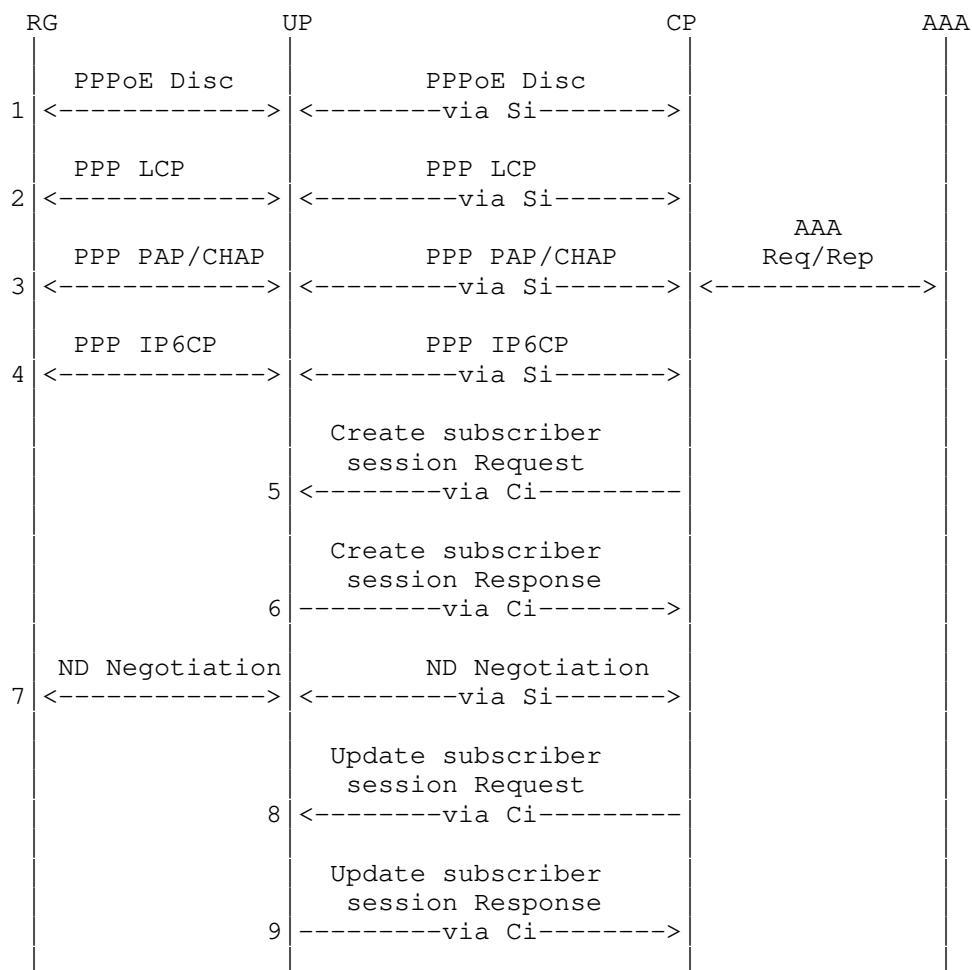 RG UP CP AAA
PPPoE Disc PPPoE Disc
1 |<------------->|<--------via Si-------->|
PPP LCP PPP LCP
2 |<------------->|<---------via Si------->|
AAA
PPP PAP/CHAP PPP PAP/CHAP Req/Rep
3 |<------------->|<---------via Si------->|<------------->
PPP IP6CP PPP IP6CP
4 |<------------->|<---------via Si------->|
Create subscriber
session Request
5 |<--------via Ci---------|
Create subscriber
session Response
6 |---------via Ci-------->|
ND Negotiation ND Negotiation
7 |<------------->|<---------via Si------->|
Update subscriber
session Request
8 |<--------via Ci---------|
Update subscriber
session Response
9 |---------via Ci-------->|